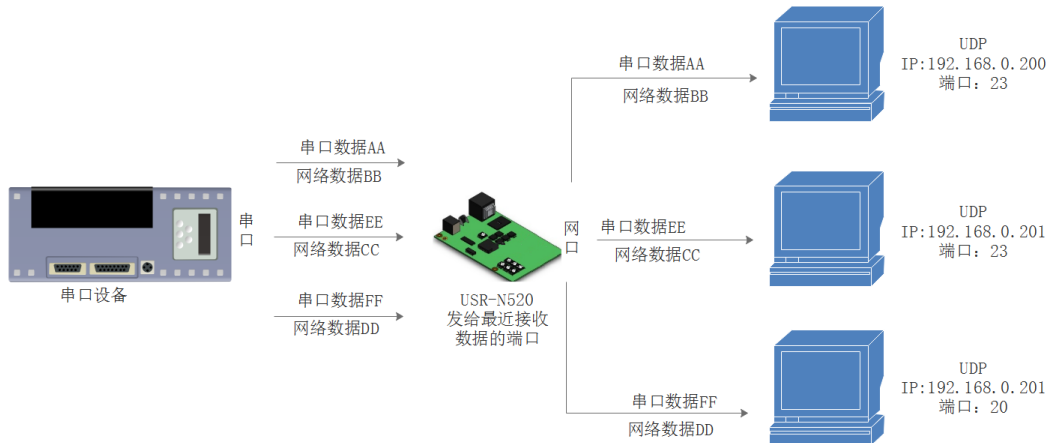 串口设备
串口
串口数据AA
网络数据BB
串口数据EE
网络数据CC
串口数据FF
网络数据DD
USR-N520
发给最近接收
数据的端口
网口
串口数据AA
网络数据BB
串口数据EE
网络数据CC
串口数据FF
网络数据DD
UDP
IP:192.168.0.200
端口：23
UDP
IP:192.168.0.201
端口：23
UDP
IP:192.168.0.201
端口：20